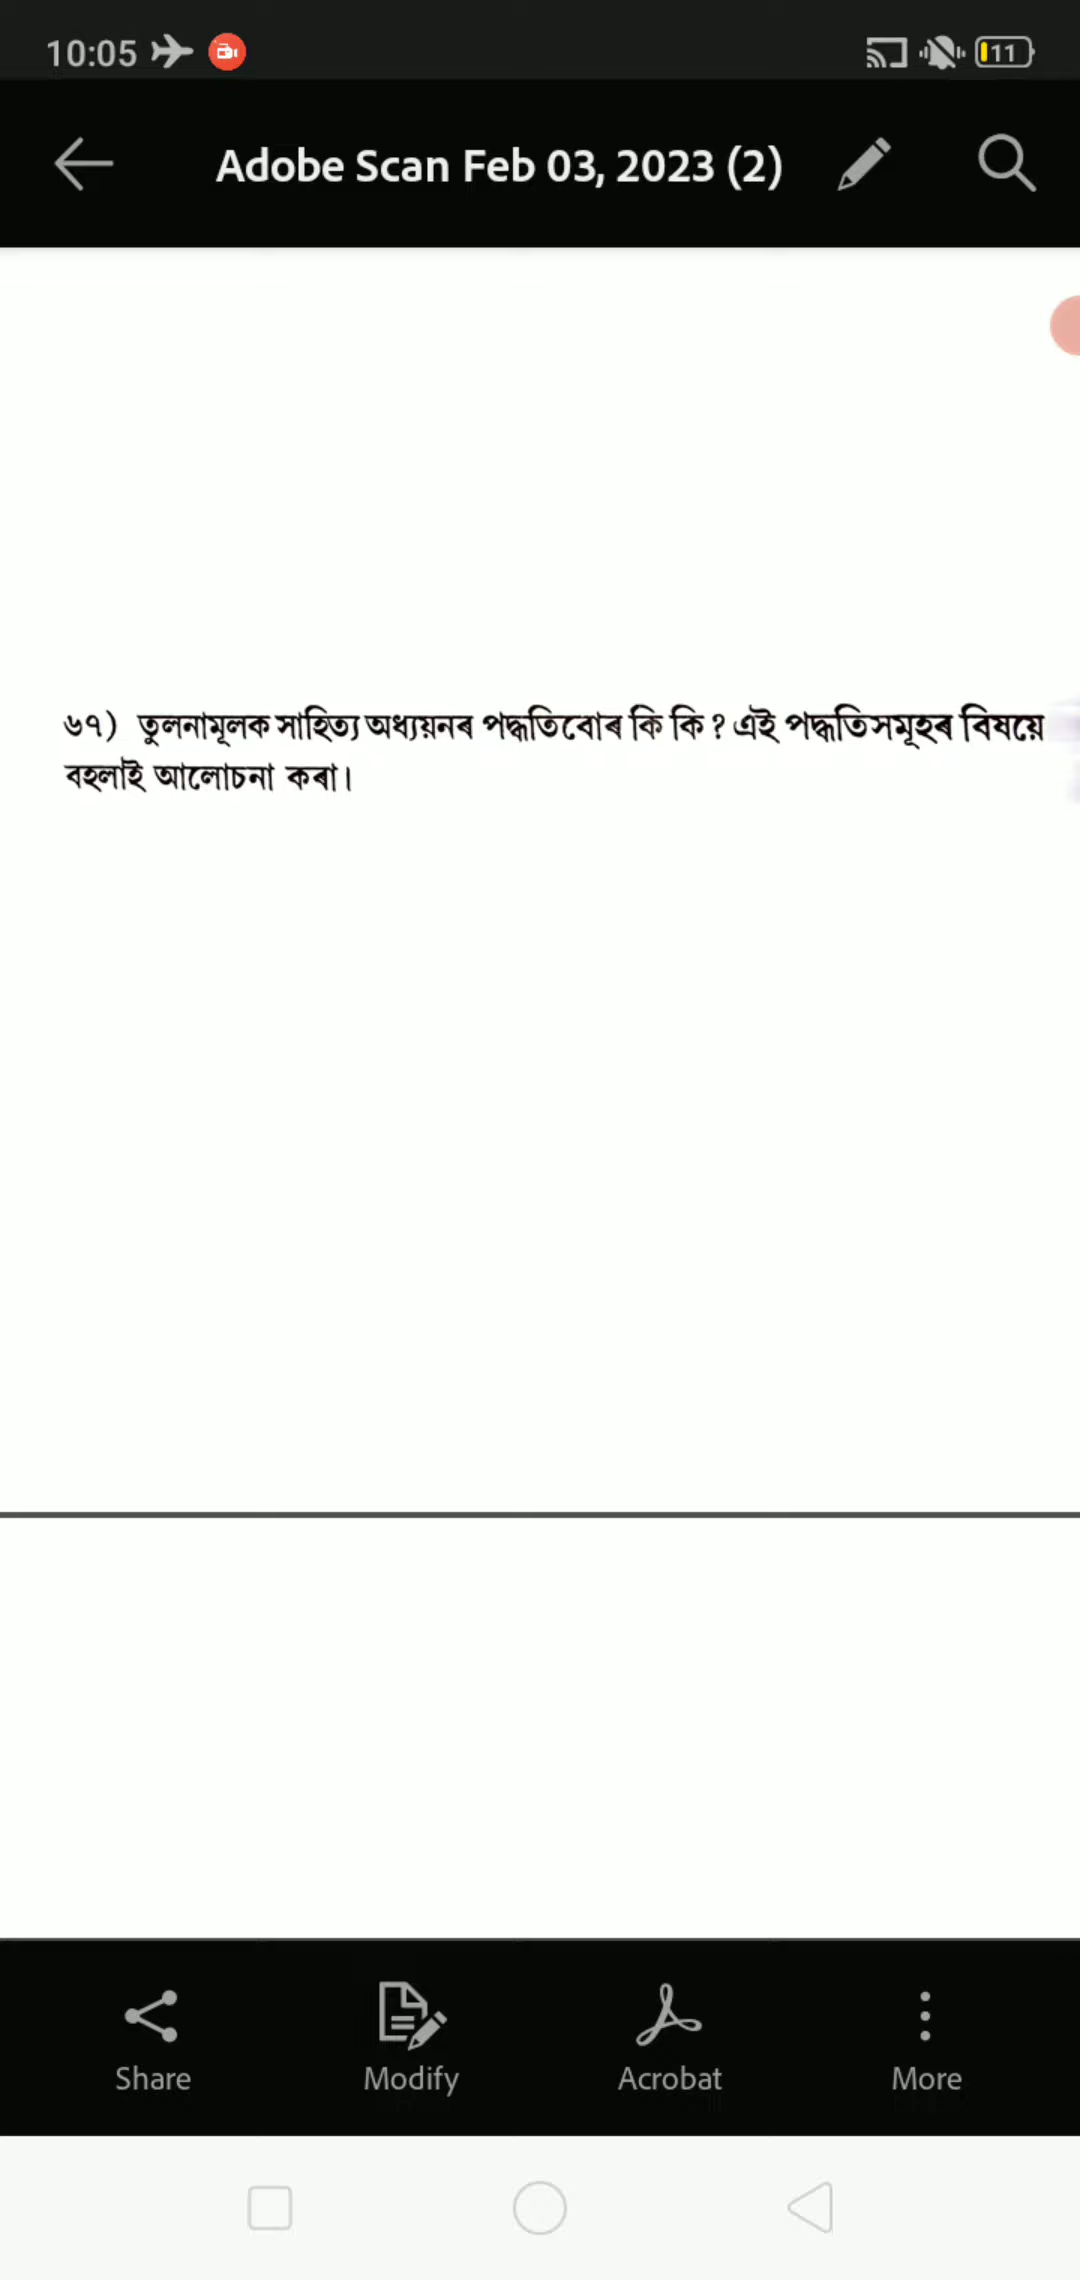 10:05
11
Adobe Scan Feb 03, 2023 (2)
৬৭) তুলনামূলক সাহিত্য অধ্যয়নৰ পদ্ধতিবোৰ কি কি ? এই পদ্ধতিসমূহৰ বিষয়ে
বহলাই আলোচনা কৰা।
Share Modify Acrobat More